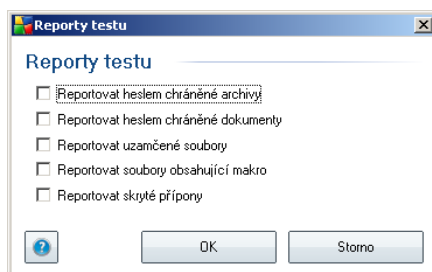 Reporty testu
Reporty testu
Reportovat heslem chráněné archivy
Reportovat heslem chráněné dokumenty
Reportovat uzamčené soubory
Reportovat soubory obsahující makro
Reportovat skryté přípony
OK Storno